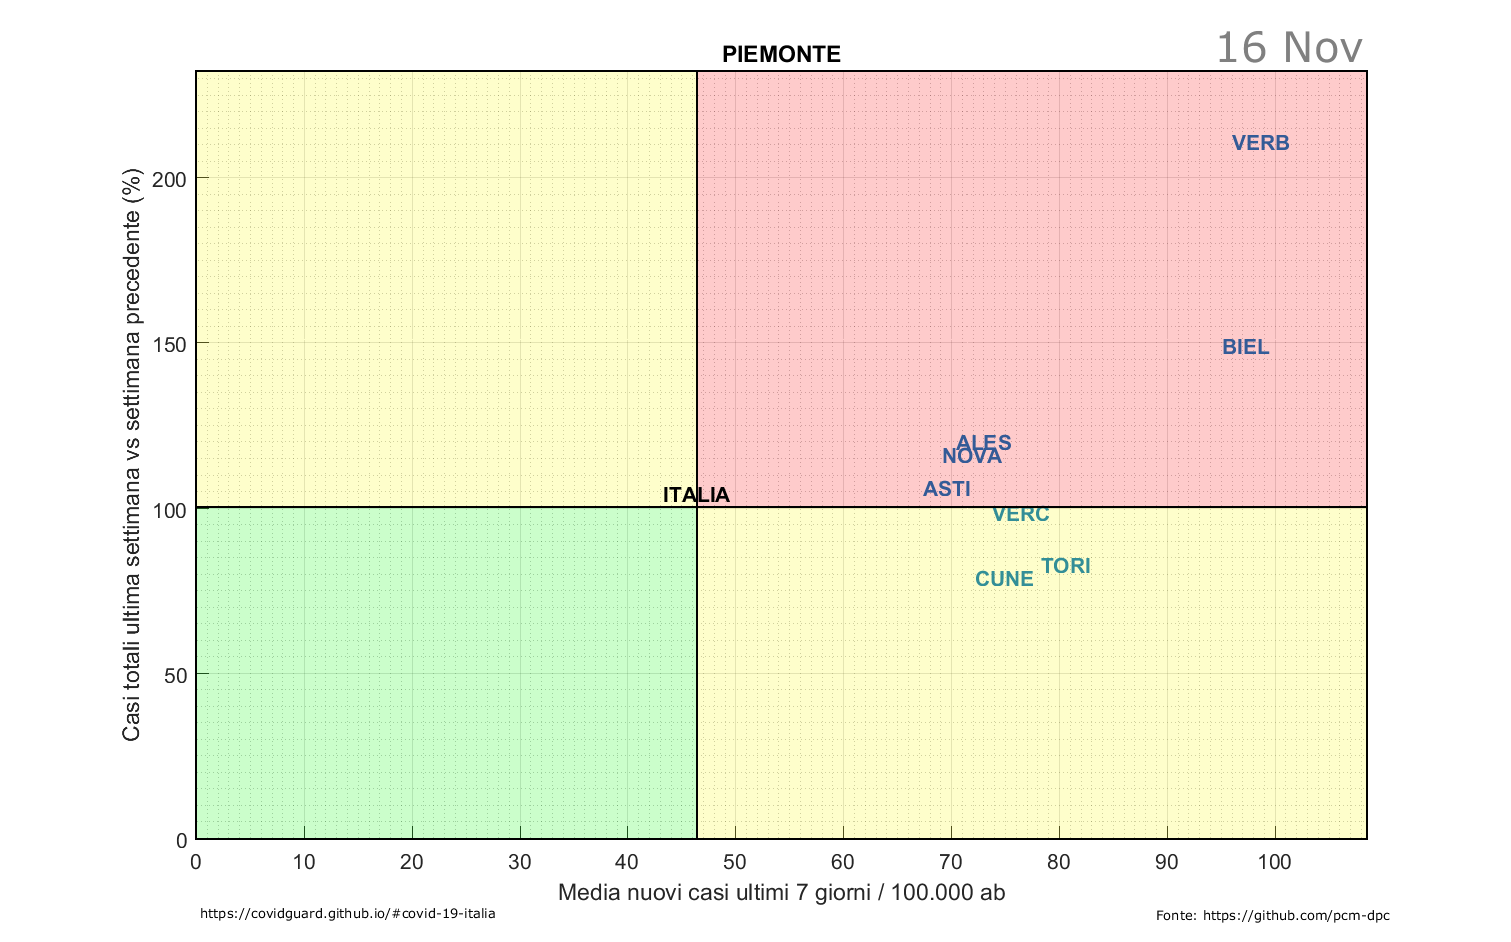 PIEMONTE
16 Nov
Casi totali ultima settimana vs settimana precedente (%)
200
150
100
50
0
VERB
BIEL
ALES
NOVA
ASTI
ITALIA
VERC
TORI
CUNE
0 10 20 30 40 50 60 70 80 90 100
Media nuovi casi ultimi 7 giorni / 100.000 ab
https://covidguard.github.io/#covid-19-italia
Fonte: https://github.com/pcm-dpc